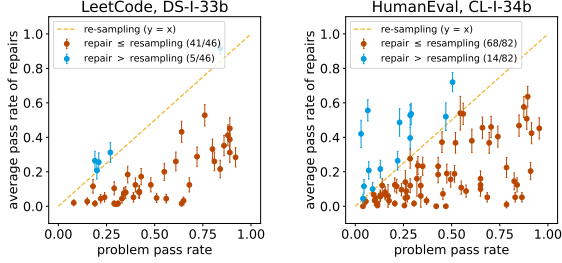 LeetCode, DS-I-33b
re-sampling (y = x)
repair ≤ resampling (41/46)
repair > resampling (5/46)
average pass rate of repairs
1.0
0.8
0.6
0.4
0.2
0.0
0.00 0.25 0.50 0.75 1.00
problem pass rate
HumanEval, CL-I-34b
re-sampling (y = x)
repair ≤ resampling (68/82)
repair > resampling (14/82)
average pass rate of repairs
1.0
0.8
0.6
0.4
0.2
0.0
0.00 0.25 0.50 0.75 1.00
problem pass rate